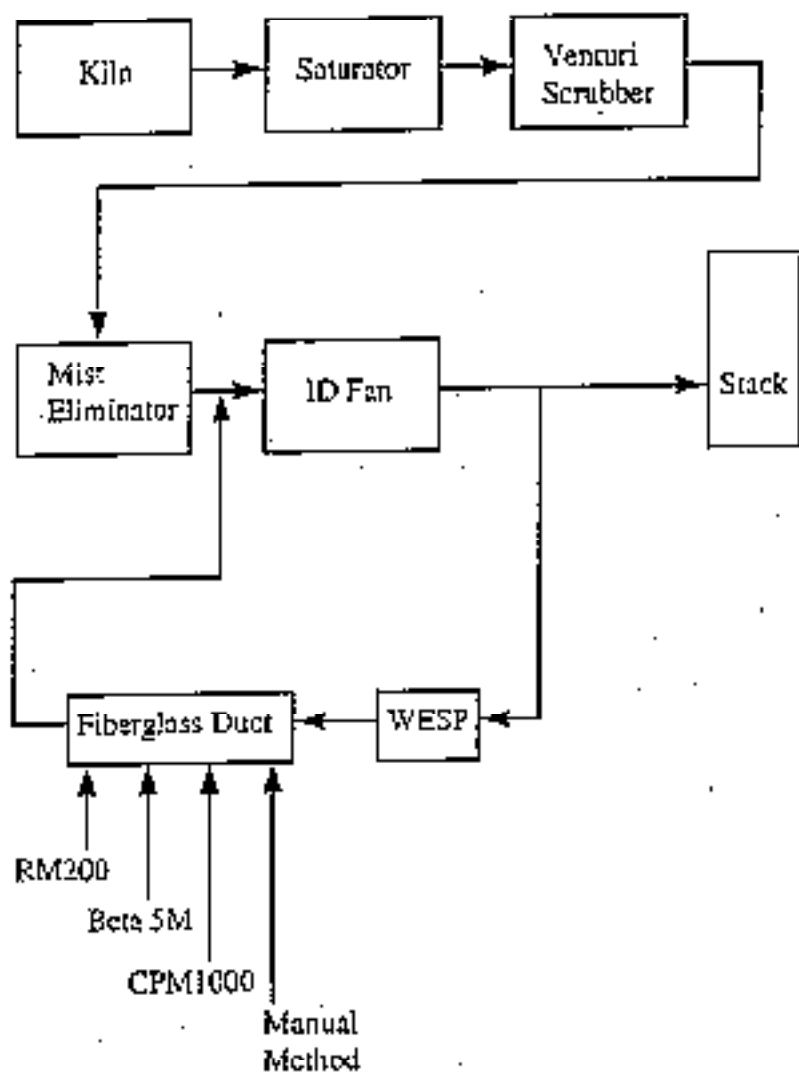 Kiln
Saturator
Venturi
Scrubber
Mist
Eliminator
ID Fan
Stack
Fiberglass Duct
WESP
RM200
Beta 5M
CPM1000
Manual
Method